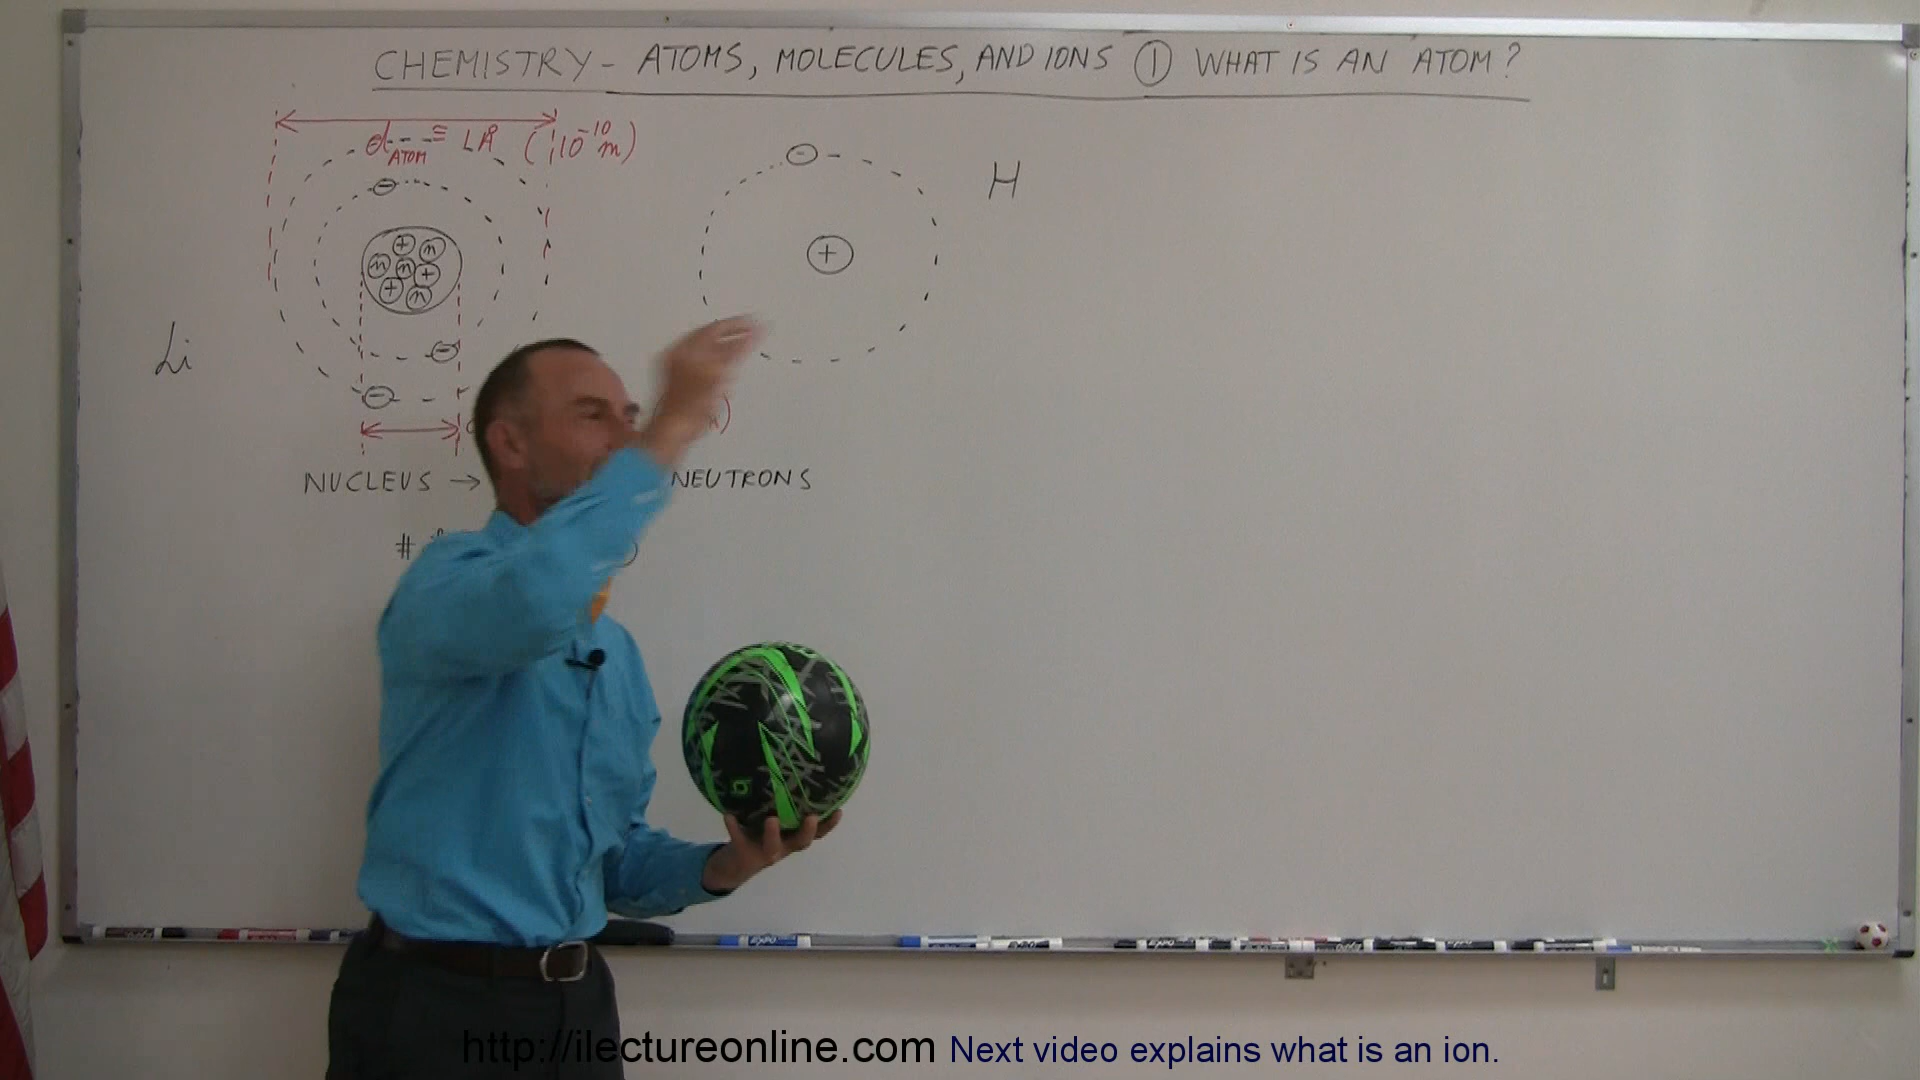 CHEMISTRY - ATOMS, MOLECULES, AND IONS ① WHAT IS AN ATOM?
d ATOM ≡ 1Å (10⁻¹⁰ m)
H
+
+ n
n n +
+ n
Li
NUCLEUS → NEUTRONS
#
EXPO
http://ilectureonline.com Next video explains what is an ion.